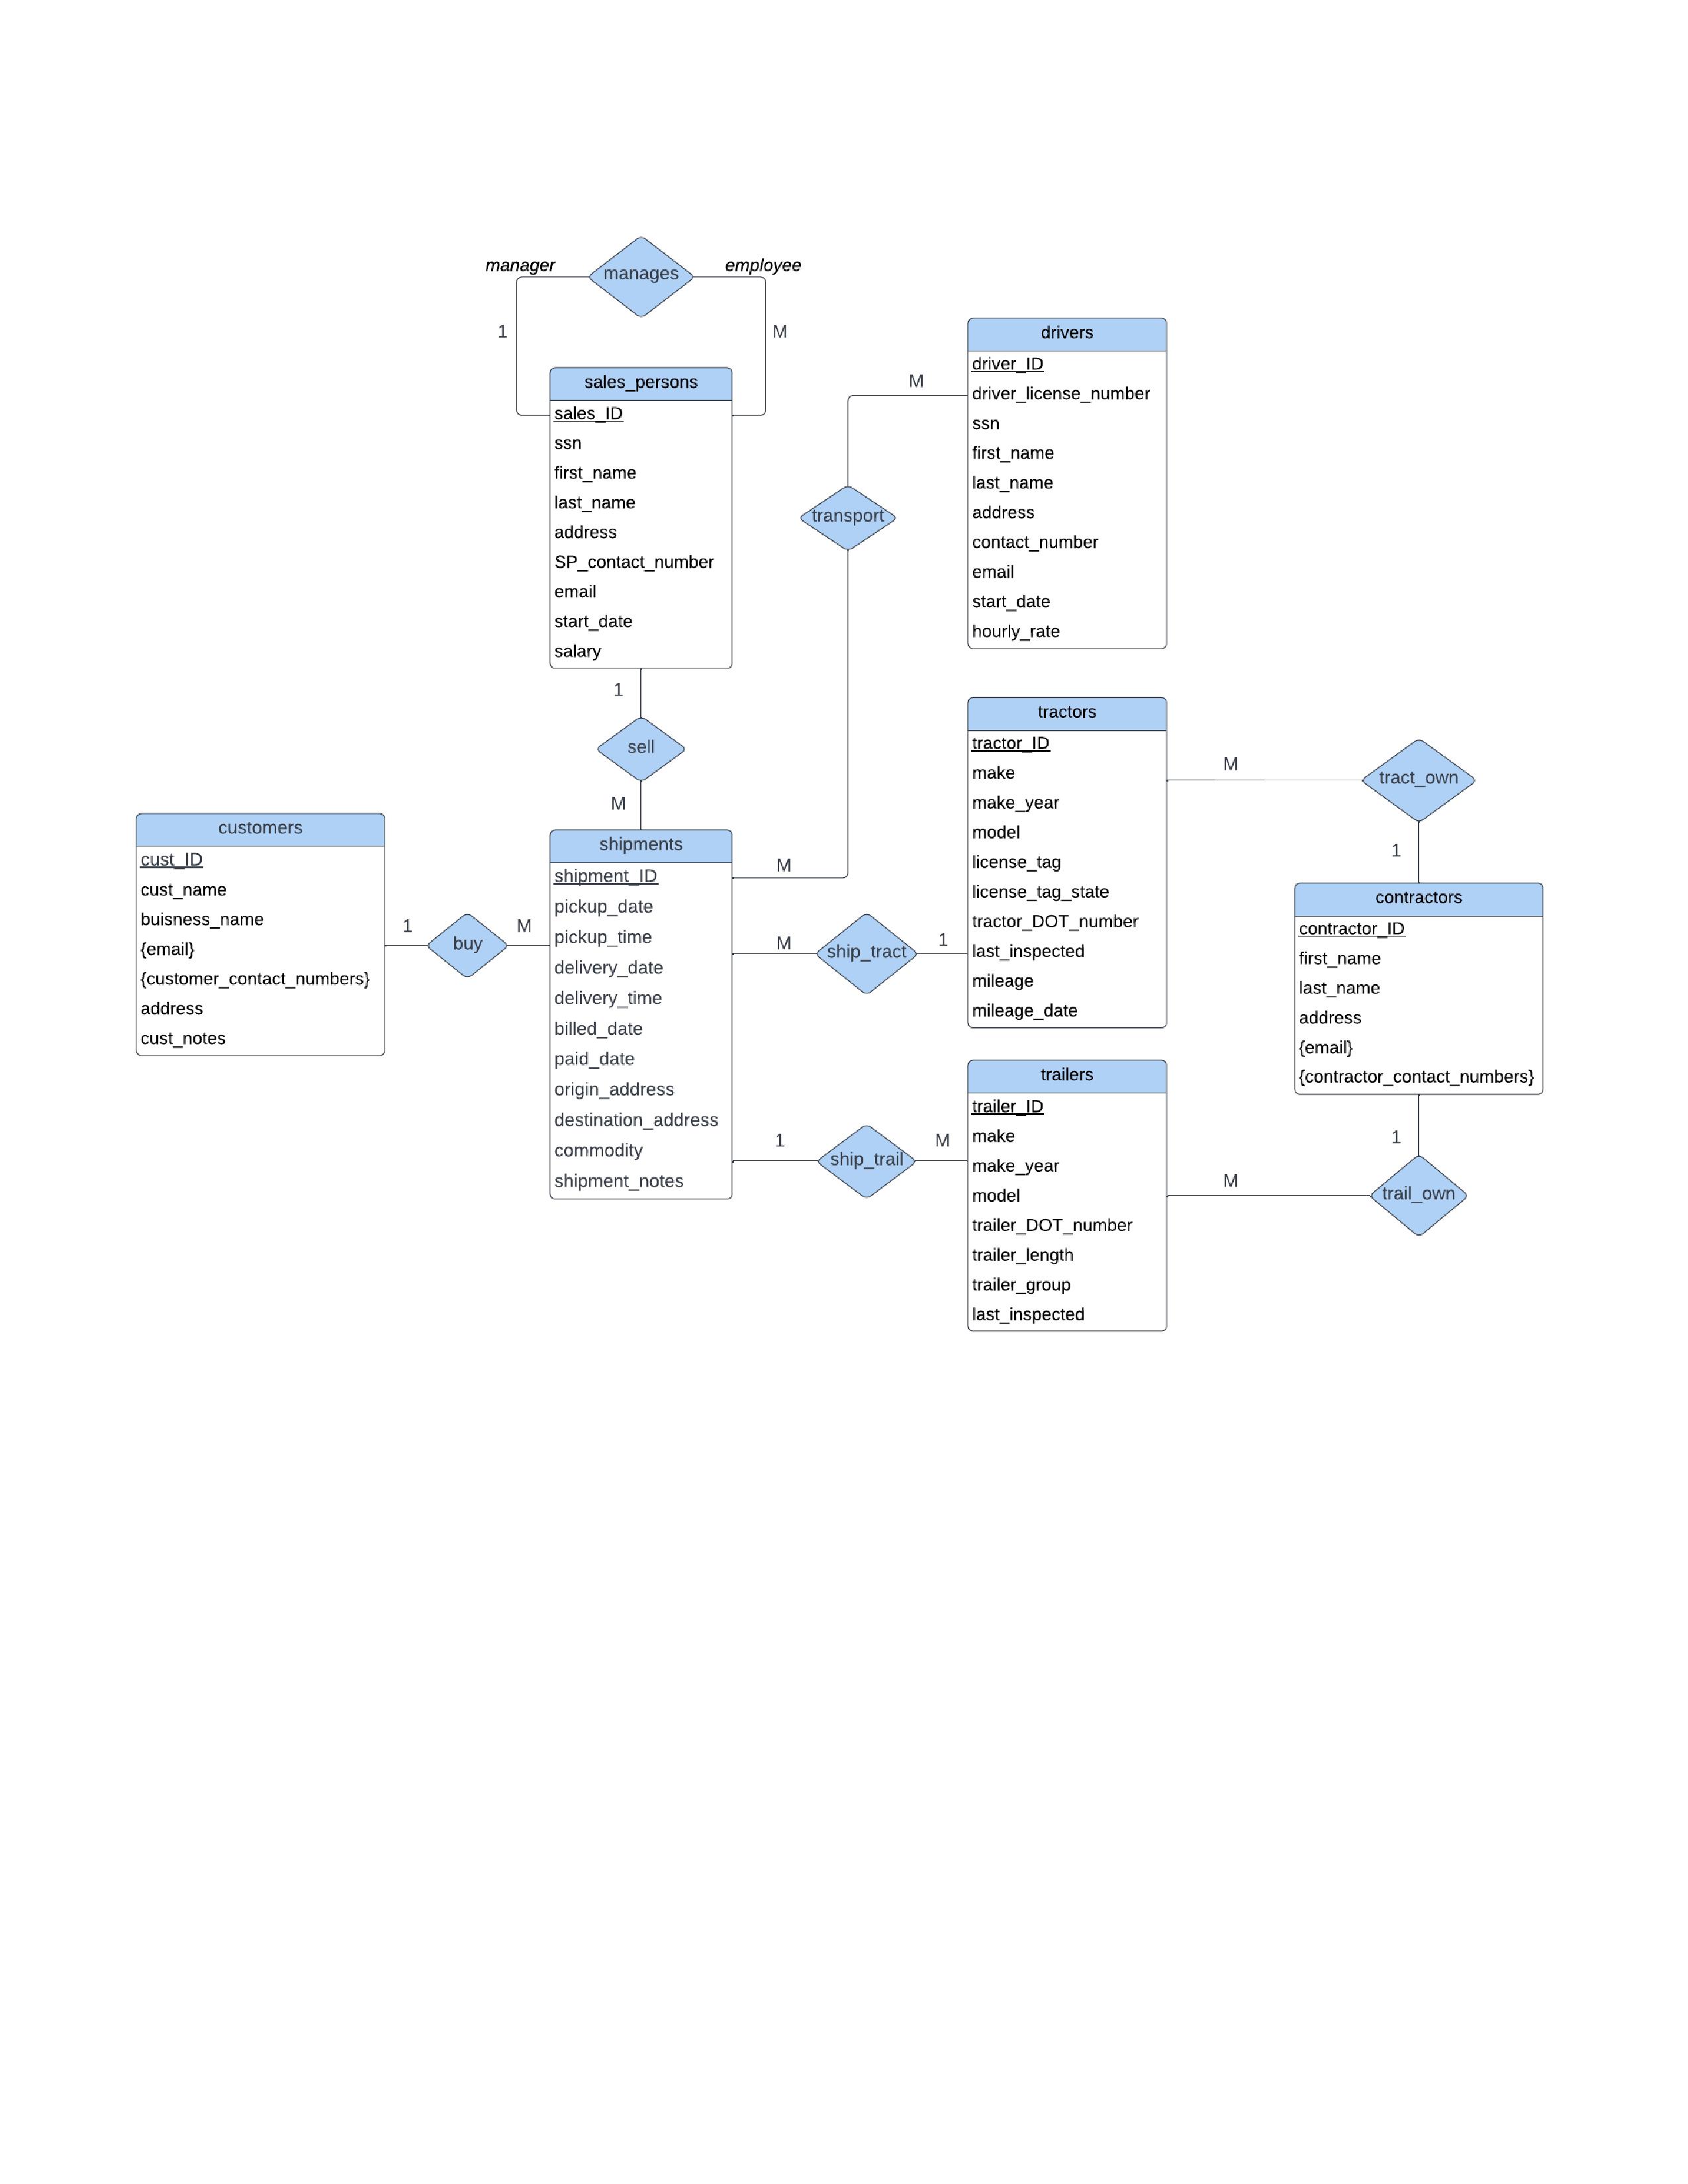 manager
manages
employee
1
M
sales_persons
sales_ID
ssn
first_name
last_name
address
SP_contact_number
email
start_date
salary
1
sell
M
drivers
driver_ID
driver_license_number
ssn
first_name
last_name
address
contact_number
email
start_date
hourly_rate
M
transport
M
customers
cust_ID
cust_name
buisness_name
{email}
{customer_contact_numbers}
address
cust_notes
1
buy
M
shipments
shipment_ID
pickup_date
pickup_time
delivery_date
delivery_time
billed_date
paid_date
origin_address
destination_address
commodity
shipment_notes
M
ship_tract
1
1
ship_trail
M
tractors
tractor_ID
make
make_year
model
license_tag
license_tag_state
tractor_DOT_number
last_inspected
mileage
mileage_date
M
tract_own
1
contractors
contractor_ID
first_name
last_name
address
{email}
{contractor_contact_numbers}
1
trail_own
M
trailers
trailer_ID
make
make_year
model
trailer_DOT_number
trailer_length
trailer_group
last_inspected